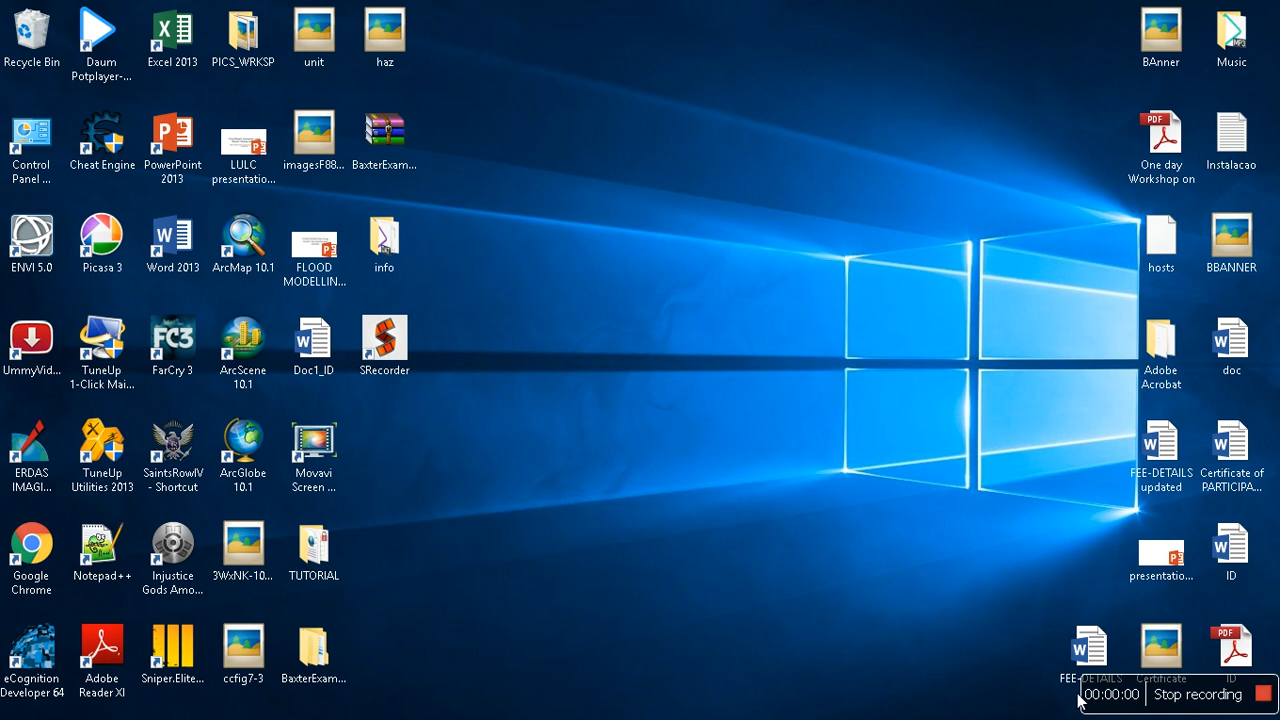 Recycle Bin
Daum
Potplayer-...
Excel 2013
PICS_WRKSP
unit
haz
BAnner
Music
Control
Panel ...
Cheat Engine
PowerPoint
2013
LULC
presentatio...
imagesF88...
BaxterExam...
One day
Workshop on
Instalacao
ENVI 5.0
Picasa 3
Word 2013
ArcMap 10.1
FLOOD
MODELLIN...
info
hosts
BBANNER
UmmyVid...
TuneUp
1-Click Mai...
FarCry 3
ArcScene
10.1
Doc1_ID
SRecorder
Adobe
Acrobat
doc
ERDAS
IMAGI...
TuneUp
Utilities 2013
SaintsRowIV
- Shortcut
ArcGlobe
10.1
Movavi
Screen ...
FEE-DETAILS
updated
Certificate of
PARTICIPA...
Google
Chrome
Notepad++
Injustice
Gods Amo...
3WxNK-10...
TUTORIAL
presentatio...
ID
eCognition
Developer 64
Adobe
Reader XI
Sniper.Elite...
ccfig7-3
BaxterExam...
FEE-DETAILS
Certificate
ID
00:00:00
Stop recording